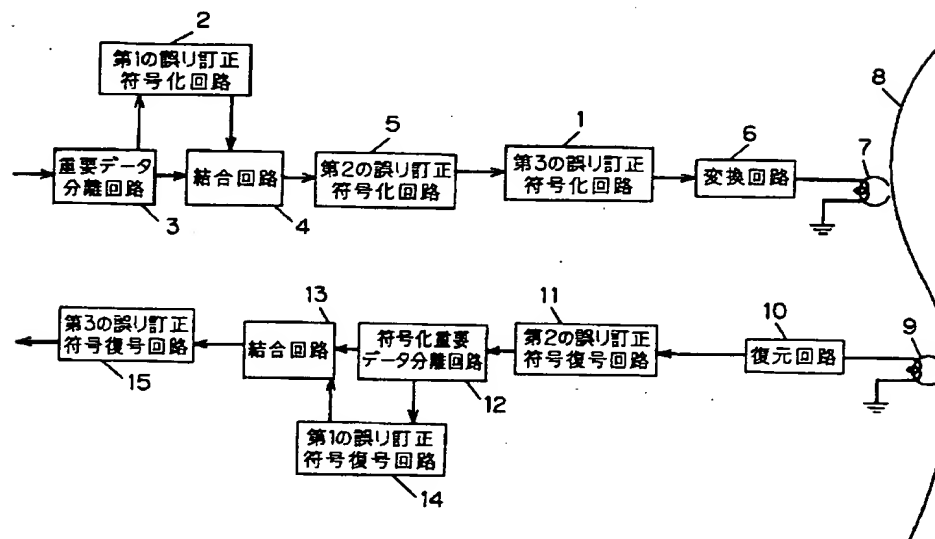 2
第1の誤り訂正
符号化回路
8
5
1
6
7
重要データ
分離回路
結合回路
第2の誤り訂正
符号化回路
第3の誤り訂正
符号化回路
変換回路
3
4
13
11
10
9
第3の誤り訂正
符号復号回路
結合回路
符号化重要
データ分離回路
第2の誤り訂正
符号復号回路
復元回路
15
12
第1の誤り訂正
符号復号回路
14